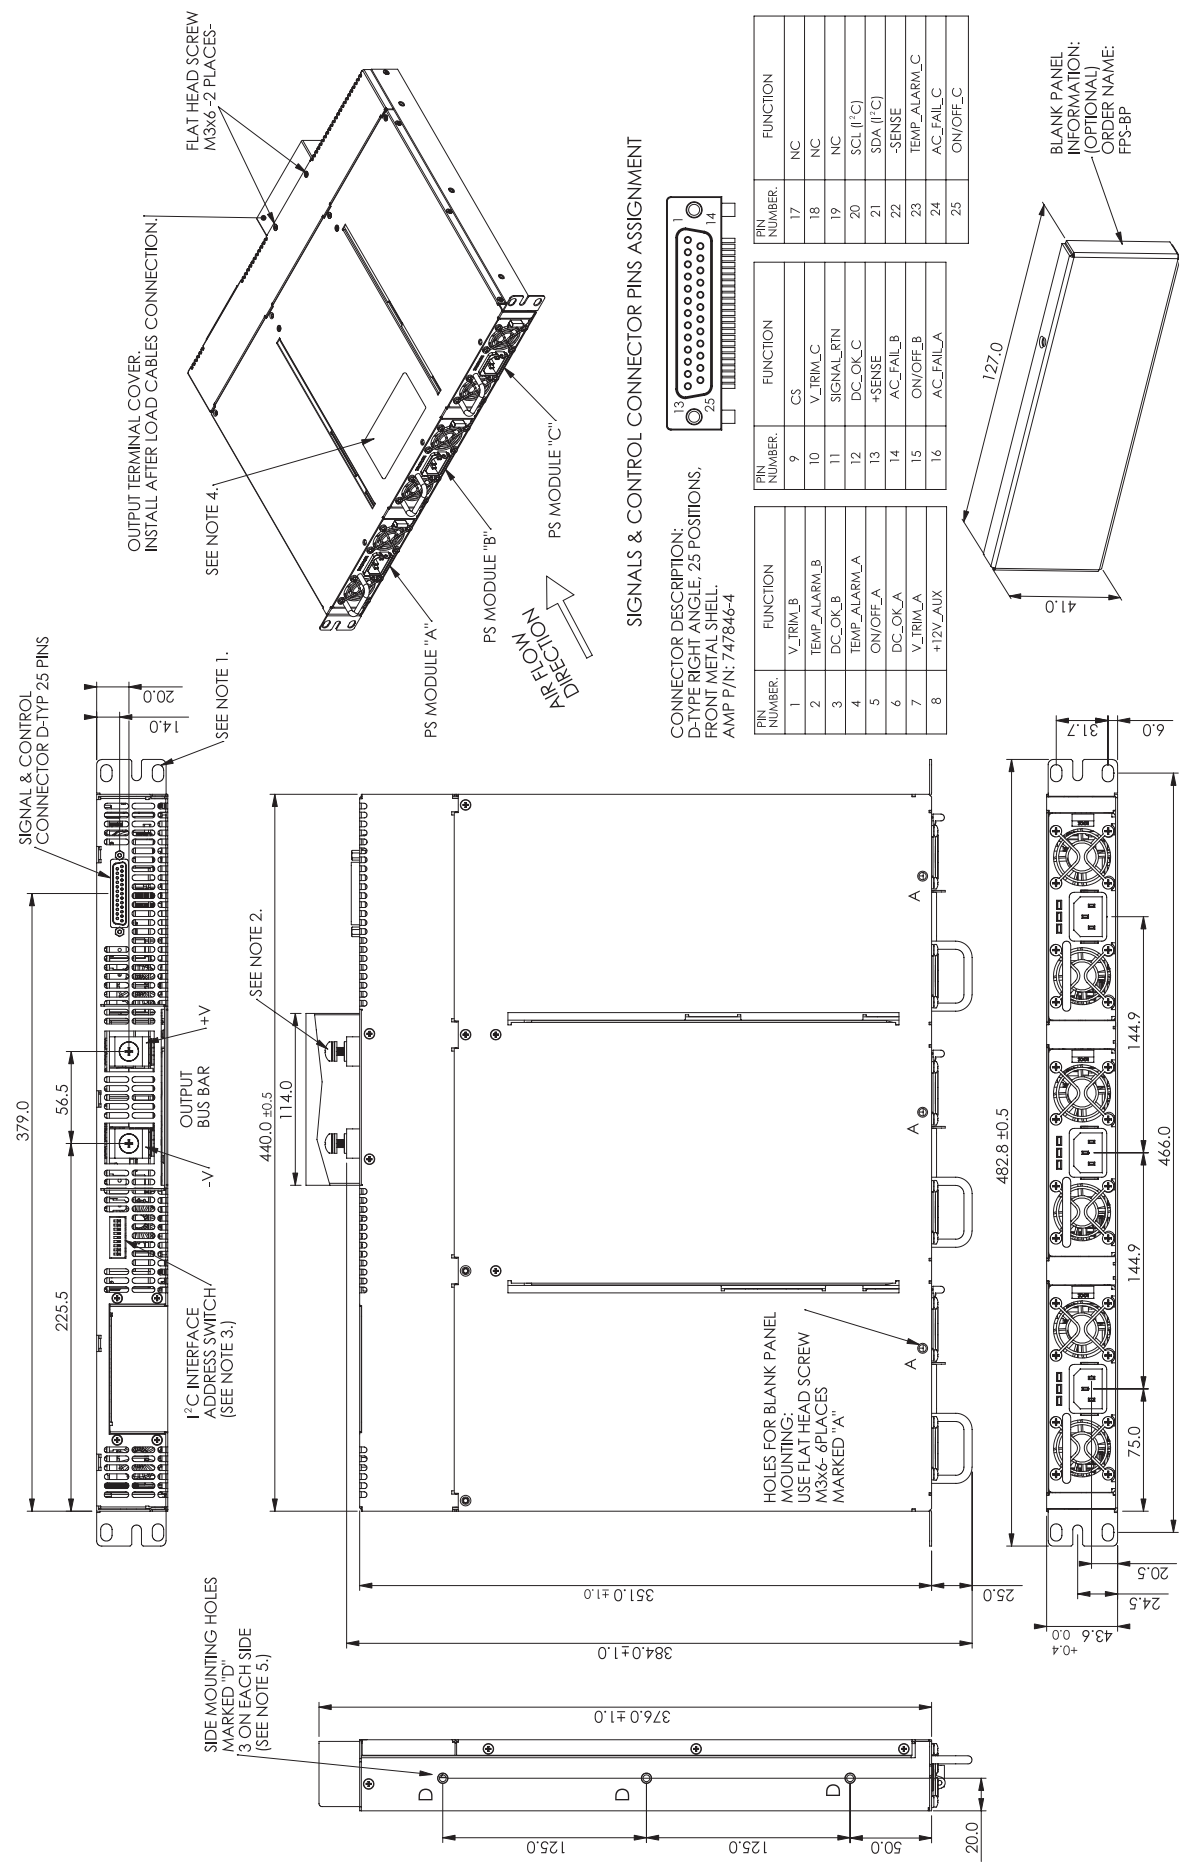 SIGNAL & CONTROL
CONNECTOR D-TYP 25 PINS
379.0
225.5
56.5
20.0
14.0
SEE NOTE 1.
+V
-V
OUTPUT
BUS BAR
I²C INTERFACE
ADDRESS SWITCH
(SEE NOTE 3.)
OUTPUT TERMINAL COVER.
INSTALL AFTER LOAD CABLES CONNECTION.
FLAT HEAD SCREW
M3x6 -2 PLACES-
SEE NOTE 4.
PS MODULE "A"
PS MODULE "B"
PS MODULE "C"
AIR FLOW
DIRECTION
SEE NOTE 2.
440.0 ±0.5
114.0
351.0 ±1.0
25.0
384.0±1.0
A
A
A
HOLES FOR BLANK PANEL
MOUNTING:
USE FLAT HEAD SCREW
M3x6- 6PLACES
MARKED "A"
SIDE MOUNTING HOLES
MARKED "D"
3 ON EACH SIDE
(SEE NOTE 5.)
376.0 ±1.0
D
D
D
125.0
125.0
50.0
20.0
482.8 ±0.5
466.0
31.7
6.0
144.9
144.9
75.0
20.5
24.5
43.6 +0.4 0.0
SIGNALS & CONTROL CONNECTOR PINS ASSIGNMENT
CONNECTOR DESCRIPTION:
D-TYPE RIGHT ANGLE, 25 POSITIONS,
FRONT METAL SHELL.
AMP P/N: 747846-4
13
1
25
14
PIN NUMBER. FUNCTION
1 V_TRIM_B
2 TEMP_ALARM_B
3 DC_OK_B
4 TEMP_ALARM_A
5 ON/OFF_A
6 DC_OK_A
7 V_TRIM_A
8 +12V_AUX
PIN NUMBER. FUNCTION
9 CS
10 V_TRIM_C
11 SIGNAL_RTN
12 DC_OK_C
13 +SENSE
14 AC_FAIL_B
15 ON/OFF_B
16 AC_FAIL_A
PIN NUMBER. FUNCTION
17 NC
18 NC
19 NC
20 SCL (I²C)
21 SDA (I²C)
22 -SENSE
23 TEMP_ALARM_C
24 AC_FAIL_C
25 ON/OFF_C
127.0
41.0
BLANK PANEL
INFORMATION:
(OPTIONAL)
ORDER NAME:
FPS-BP